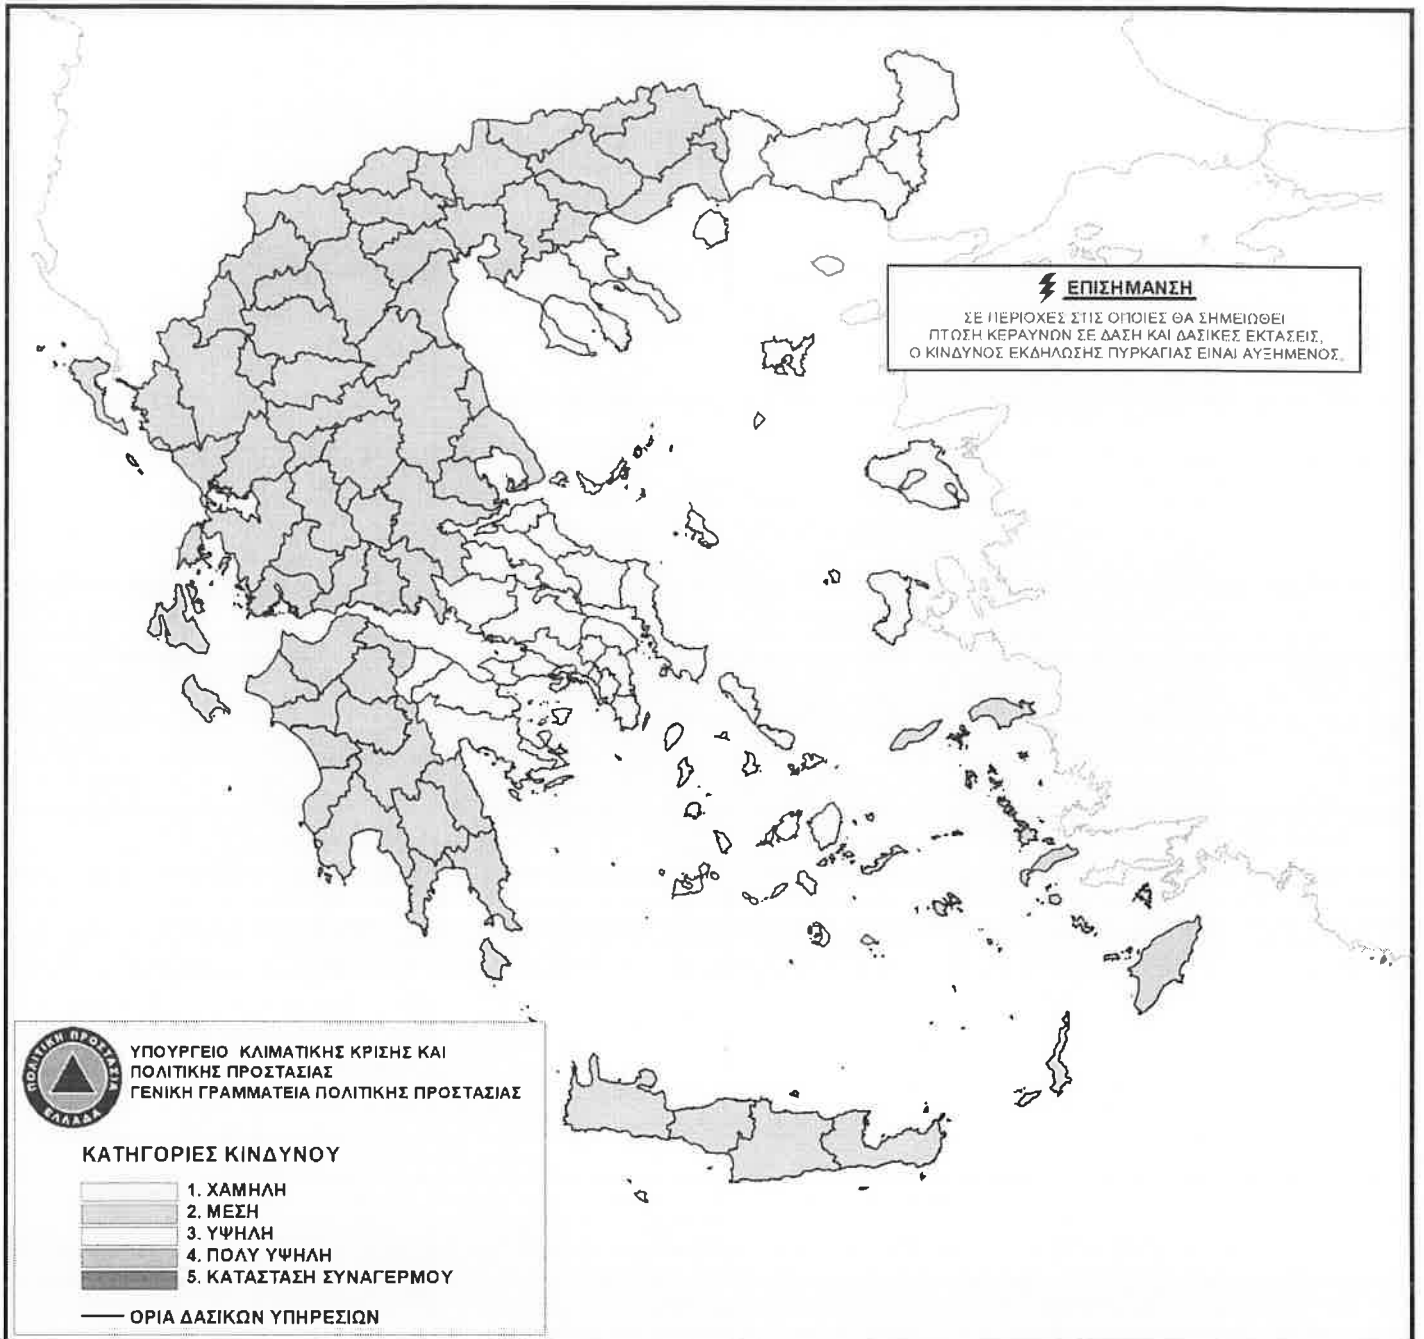 ΕΠΙΣΗΜΑΝΣΗ
ΣΕ ΠΕΡΙΟΧΕΣ ΣΤΙΣ ΟΠΟΙΕΣ ΘΑ ΣΗΜΕΙΩΘΕΙ
ΠΤΩΣΗ ΚΕΡΑΥΝΩΝ ΣΕ ΔΑΣΗ ΚΑΙ ΔΑΣΙΚΕΣ ΕΚΤΑΣΕΙΣ,
Ο ΚΙΝΔΥΝΟΣ ΕΚΔΗΛΩΣΗΣ ΠΥΡΚΑΓΙΑΣ ΕΙΝΑΙ ΑΥΞΗΜΕΝΟΣ.
ΠΟΛΙΤΙΚΗ ΠΡΟΣΤΑΣΙΑ
ΕΛΛΑΔΑ
ΥΠΟΥΡΓΕΙΟ ΚΛΙΜΑΤΙΚΗΣ ΚΡΙΣΗΣ ΚΑΙ
ΠΟΛΙΤΙΚΗΣ ΠΡΟΣΤΑΣΙΑΣ
ΓΕΝΙΚΗ ΓΡΑΜΜΑΤΕΙΑ ΠΟΛΙΤΙΚΗΣ ΠΡΟΣΤΑΣΙΑΣ
ΚΑΤΗΓΟΡΙΕΣ ΚΙΝΔΥΝΟΥ
1. ΧΑΜΗΛΗ
2. ΜΕΣΗ
3. ΥΨΗΛΗ
4. ΠΟΛΥ ΥΨΗΛΗ
5. ΚΑΤΑΣΤΑΣΗ ΣΥΝΑΓΕΡΜΟΥ
ΟΡΙΑ ΔΑΣΙΚΩΝ ΥΠΗΡΕΣΙΩΝ